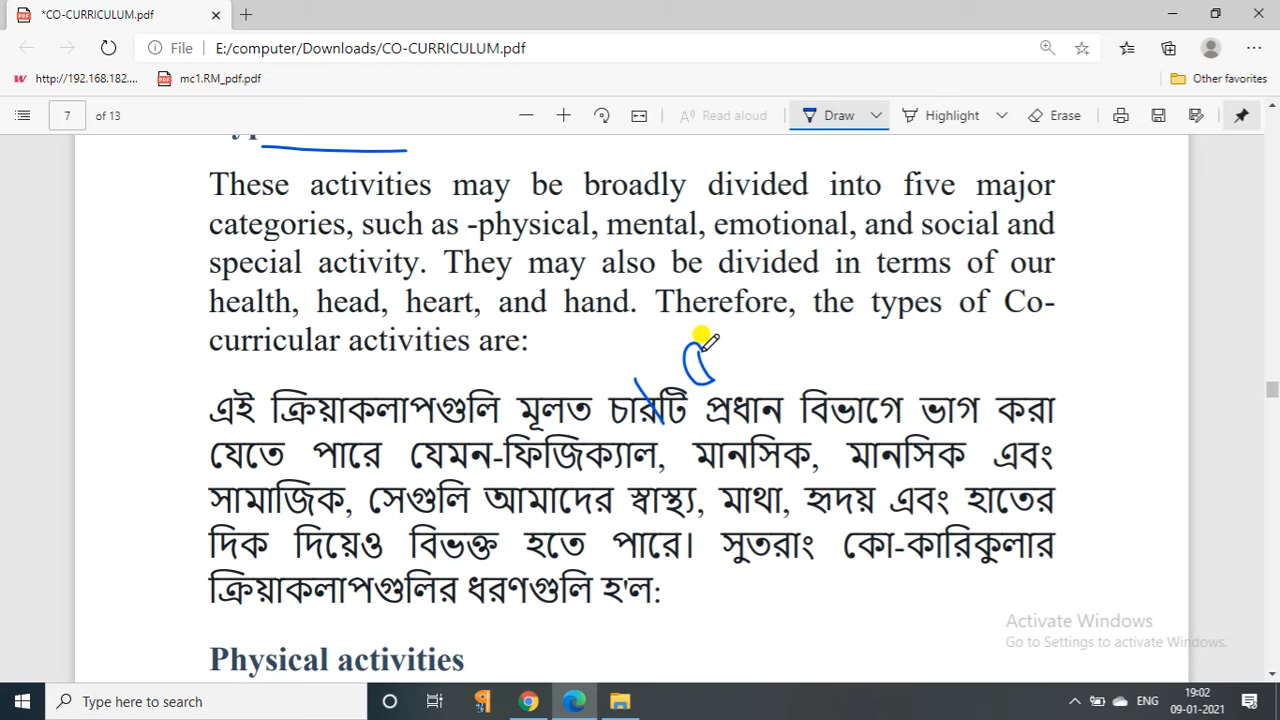 *CO-CURRICULUM.pdf
File E:/computer/Downloads/CO-CURRICULUM.pdf
http://192.168.182.... mc1.RM_pdf.pdf Other favorites
7 of 13 Read aloud Draw Highlight Erase
These activities may be broadly divided into five major
categories, such as -physical, mental, emotional, and social and
special activity. They may also be divided in terms of our
health, head, heart, and hand. Therefore, the types of Co-
curricular activities are:
এই ক্রিয়াকলাপগুলি মূলত চারটি প্রধান বিভাগে ভাগ করা
যেতে পারে যেমন-ফিজিক্যাল, মানসিক, মানসিক এবং
সামাজিক, সেগুলি আমাদের স্বাস্থ্য, মাথা, হৃদয় এবং হাতের
দিক দিয়েও বিভক্ত হতে পারে। সুতরাং কো-কারিকুলার
ক্রিয়াকলাপগুলির ধরণগুলি হ'ল:
Activate Windows
Go to Settings to activate Windows.
Physical activities
Type here to search ENG 19:02
09-01-2021